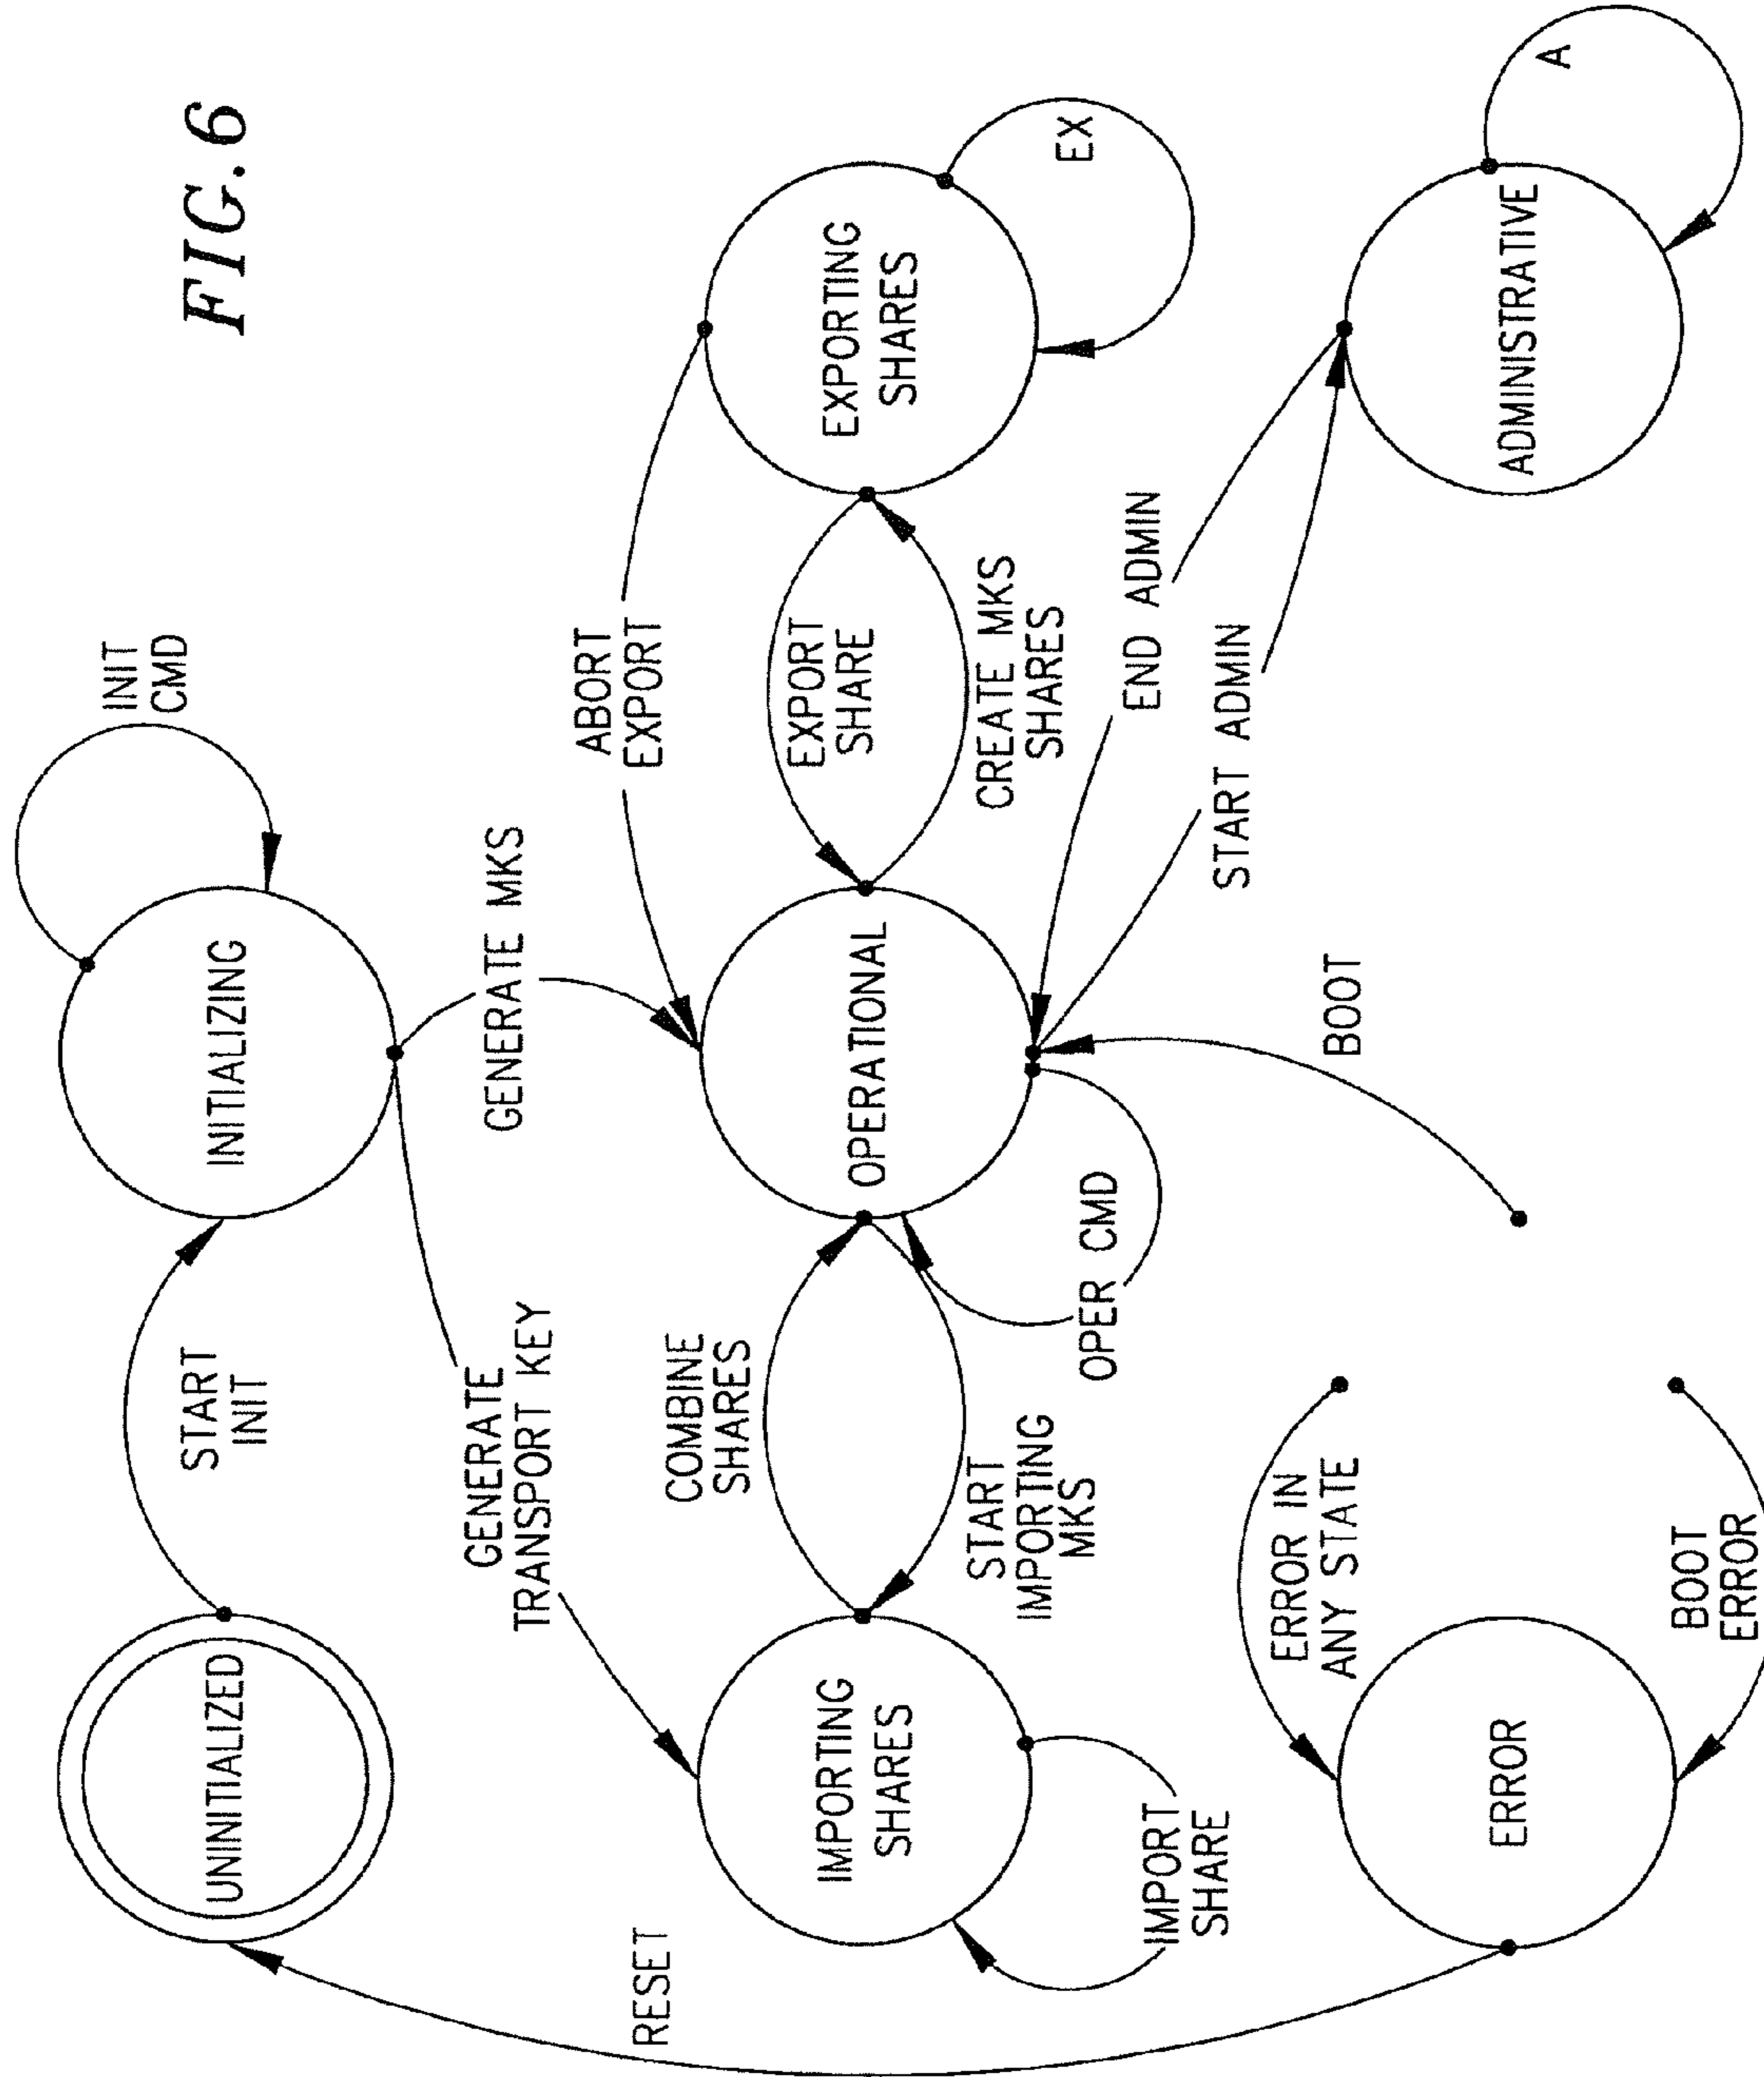 FIG. 6
UNINITIALIZED
START
INIT
INITIALIZING
INIT
CMD
RESET
GENERATE
TRANSPORT KEY
GENERATE MKS
ABORT
EXPORT
IMPORTING
SHARES
COMBINE
SHARES
START
IMPORTING
MKS
OPERATIONAL
EXPORT
SHARE
CREATE MKS
SHARES
EXPORTING
SHARES
EX
IMPORT
SHARE
OPER CMD
END ADMIN
START ADMIN
BOOT
ERROR IN
ANY STATE
ERROR
BOOT
ERROR
ADMINISTRATIVE
A